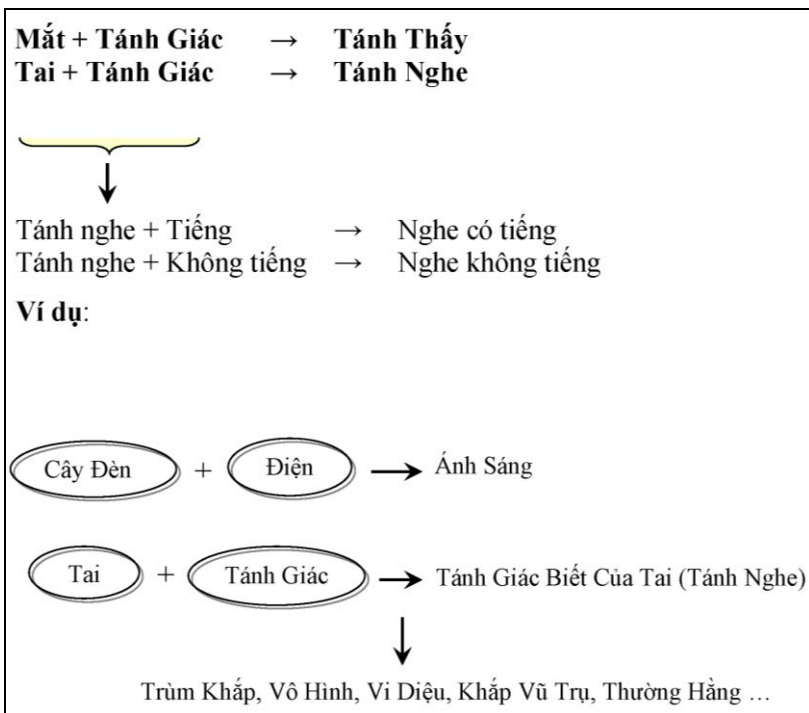 Mắt + Tánh Giác → Tánh Thấy
Tai + Tánh Giác → Tánh Nghe
Tánh nghe + Tiếng → Nghe có tiếng
Tánh nghe + Không tiếng → Nghe không tiếng
Ví dụ:
Cây Đèn + Điện → Ánh Sáng
Tai + Tánh Giác → Tánh Giác Biết Của Tai (Tánh Nghe)
Trùm Khắp, Vô Hình, Vi Diệu, Khắp Vũ Trụ, Thường Hằng ...